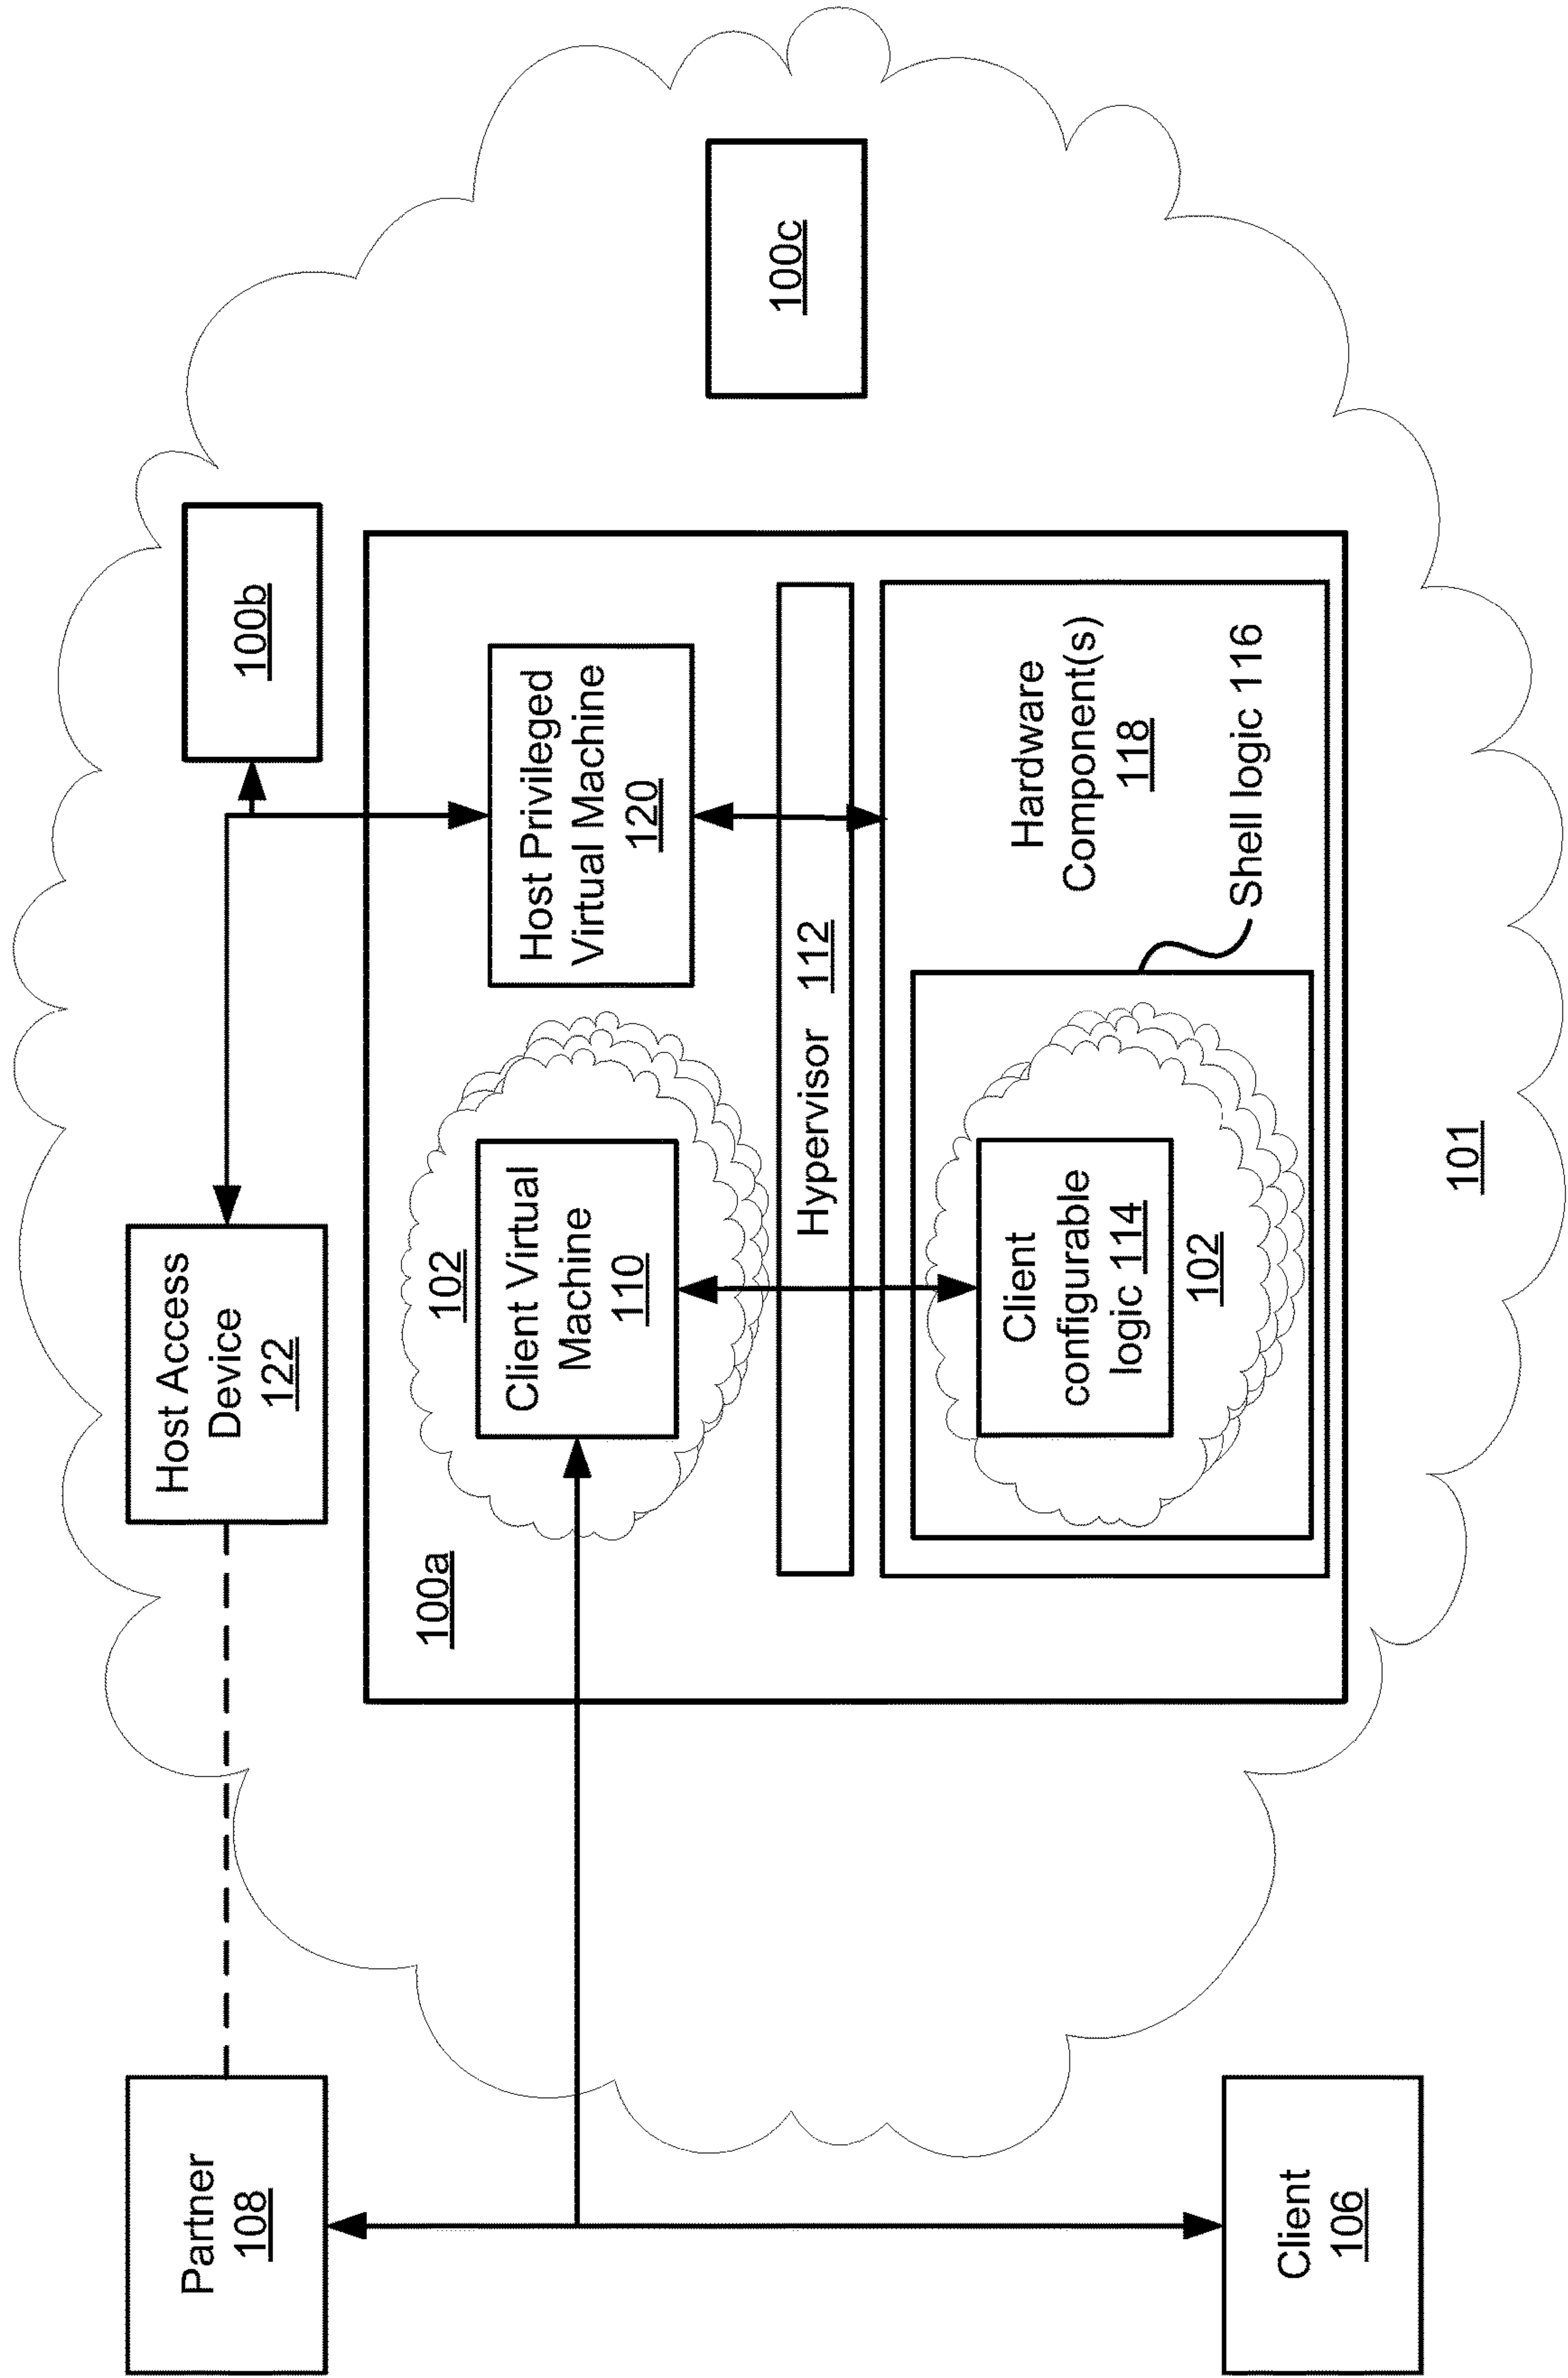 Partner
108
Host Access
Device
122
100b
100a
102
Client Virtual
Machine
110
Host Privileged
Virtual Machine
120
Hypervisor 112
100c
Client
configurable
logic 114
102
Hardware
Component(s)
118
Shell logic 116
Client
106
101